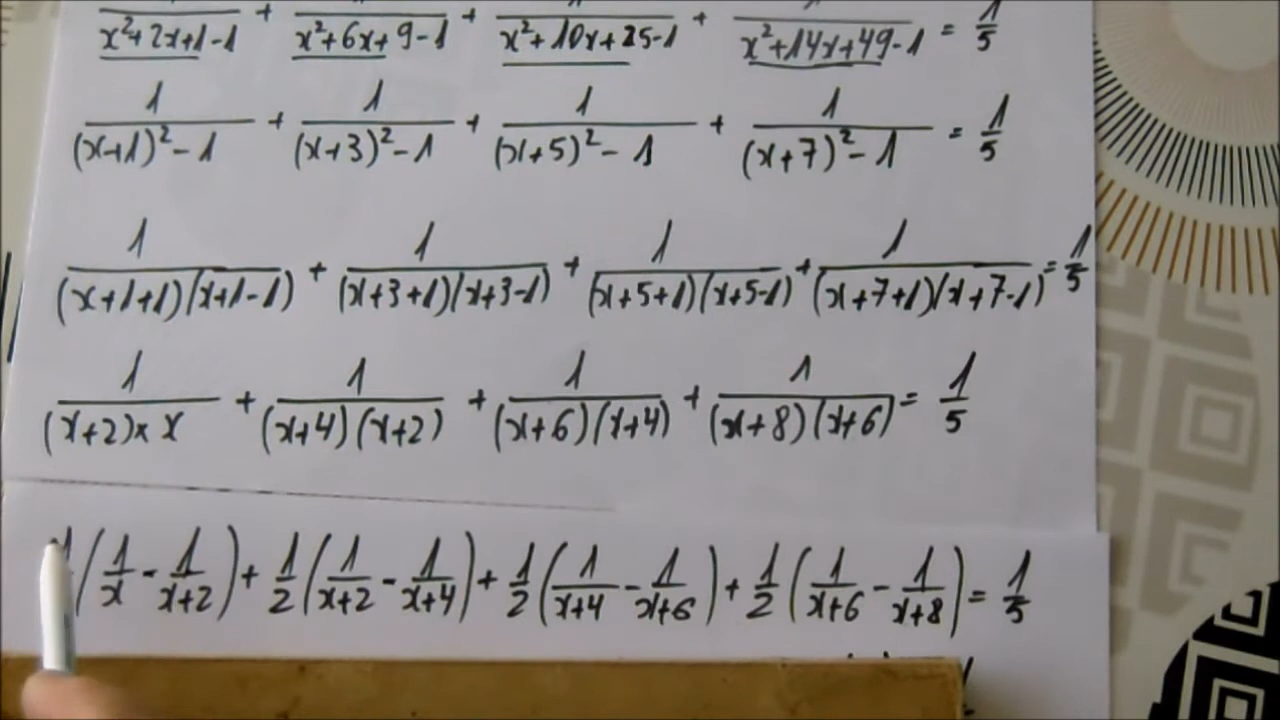 1/(x²+2x+1-1) + 1/(x²+6x+9-1) + 1/(x²+10x+25-1) + 1/(x²+14x+49-1) = 1/5
1/((x+1)²-1) + 1/((x+3)²-1) + 1/((x+5)²-1) + 1/((x+7)²-1) = 1/5
1/((x+1+1)(x+1-1)) + 1/((x+3+1)(x+3-1)) + 1/((x+5+1)(x+5-1)) + 1/((x+7+1)(x+7-1)) = 1/5
1/((x+2)× x) + 1/((x+4)(x+2)) + 1/((x+6)(x+4)) + 1/((x+8)(x+6)) = 1/5
(1/x - 1/(x+2)) + 1/2 (1/(x+2) - 1/(x+4)) + 1/2 (1/(x+4) - 1/(x+6)) + 1/2 (1/(x+6) - 1/(x+8)) = 1/5